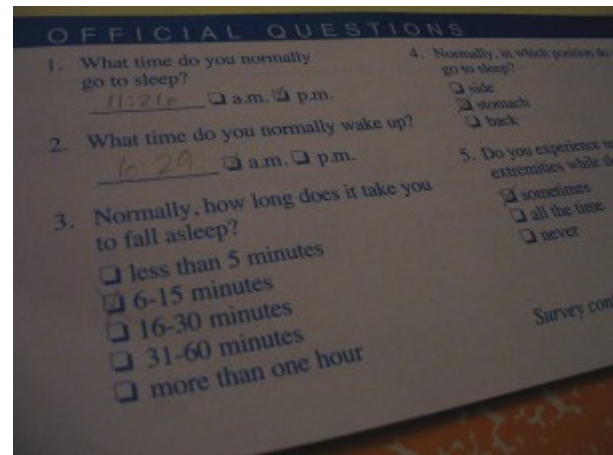 OFFICIAL QUESTIONS
1. What time do you normally
go to sleep?
11:26 a.m. p.m.
2. What time do you normally wake up?
6:29 a.m. p.m.
3. Normally, how long does it take you
to fall asleep?
less than 5 minutes
6-15 minutes
16-30 minutes
31-60 minutes
more than one hour
4. Normally, in which position do
go to sleep?
side
stomach
back
5. Do you experience
extremities while
sometimes
all the time
never
Survey